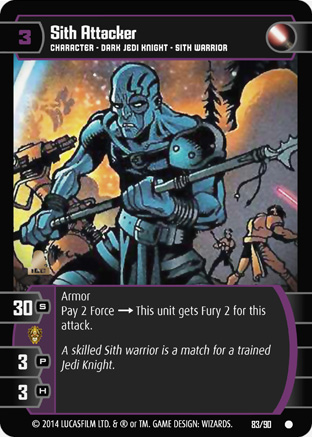 3
Sith Attacker
CHARACTER - DARK JEDI KNIGHT - SITH WARRIOR
30 S
Armor
Pay 2 Force → This unit gets Fury 2 for this
attack.
3 P
A skilled Sith warrior is a match for a trained
Jedi Knight.
3 H
© 2014 LUCASFILM LTD. & ® or TM. GAME DESIGN: WIZARDS.
83/90